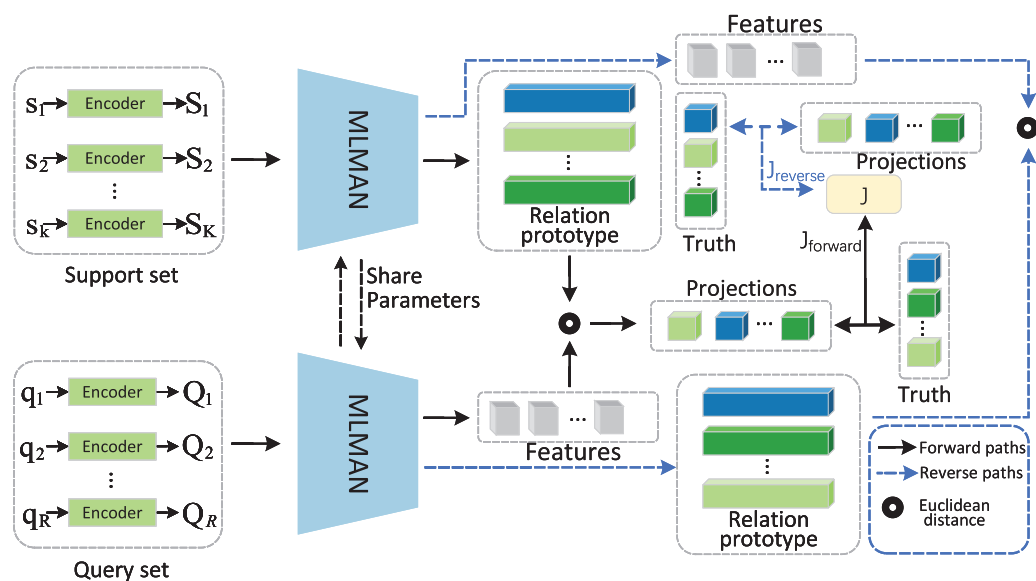 s1 Encoder S1
s2 Encoder S2
...
sk Encoder SK
Support set
MLMAN
Features
...
Relation
prototype
Truth
Projections
...
Jreverse
J
Jforward
Share
Parameters
Projections
...
Truth
q1 Encoder Q1
q2 Encoder Q2
...
qR Encoder QR
Query set
MLMAN
...
Features
Relation
prototype
Forward paths
Reverse paths
Euclidean
distance